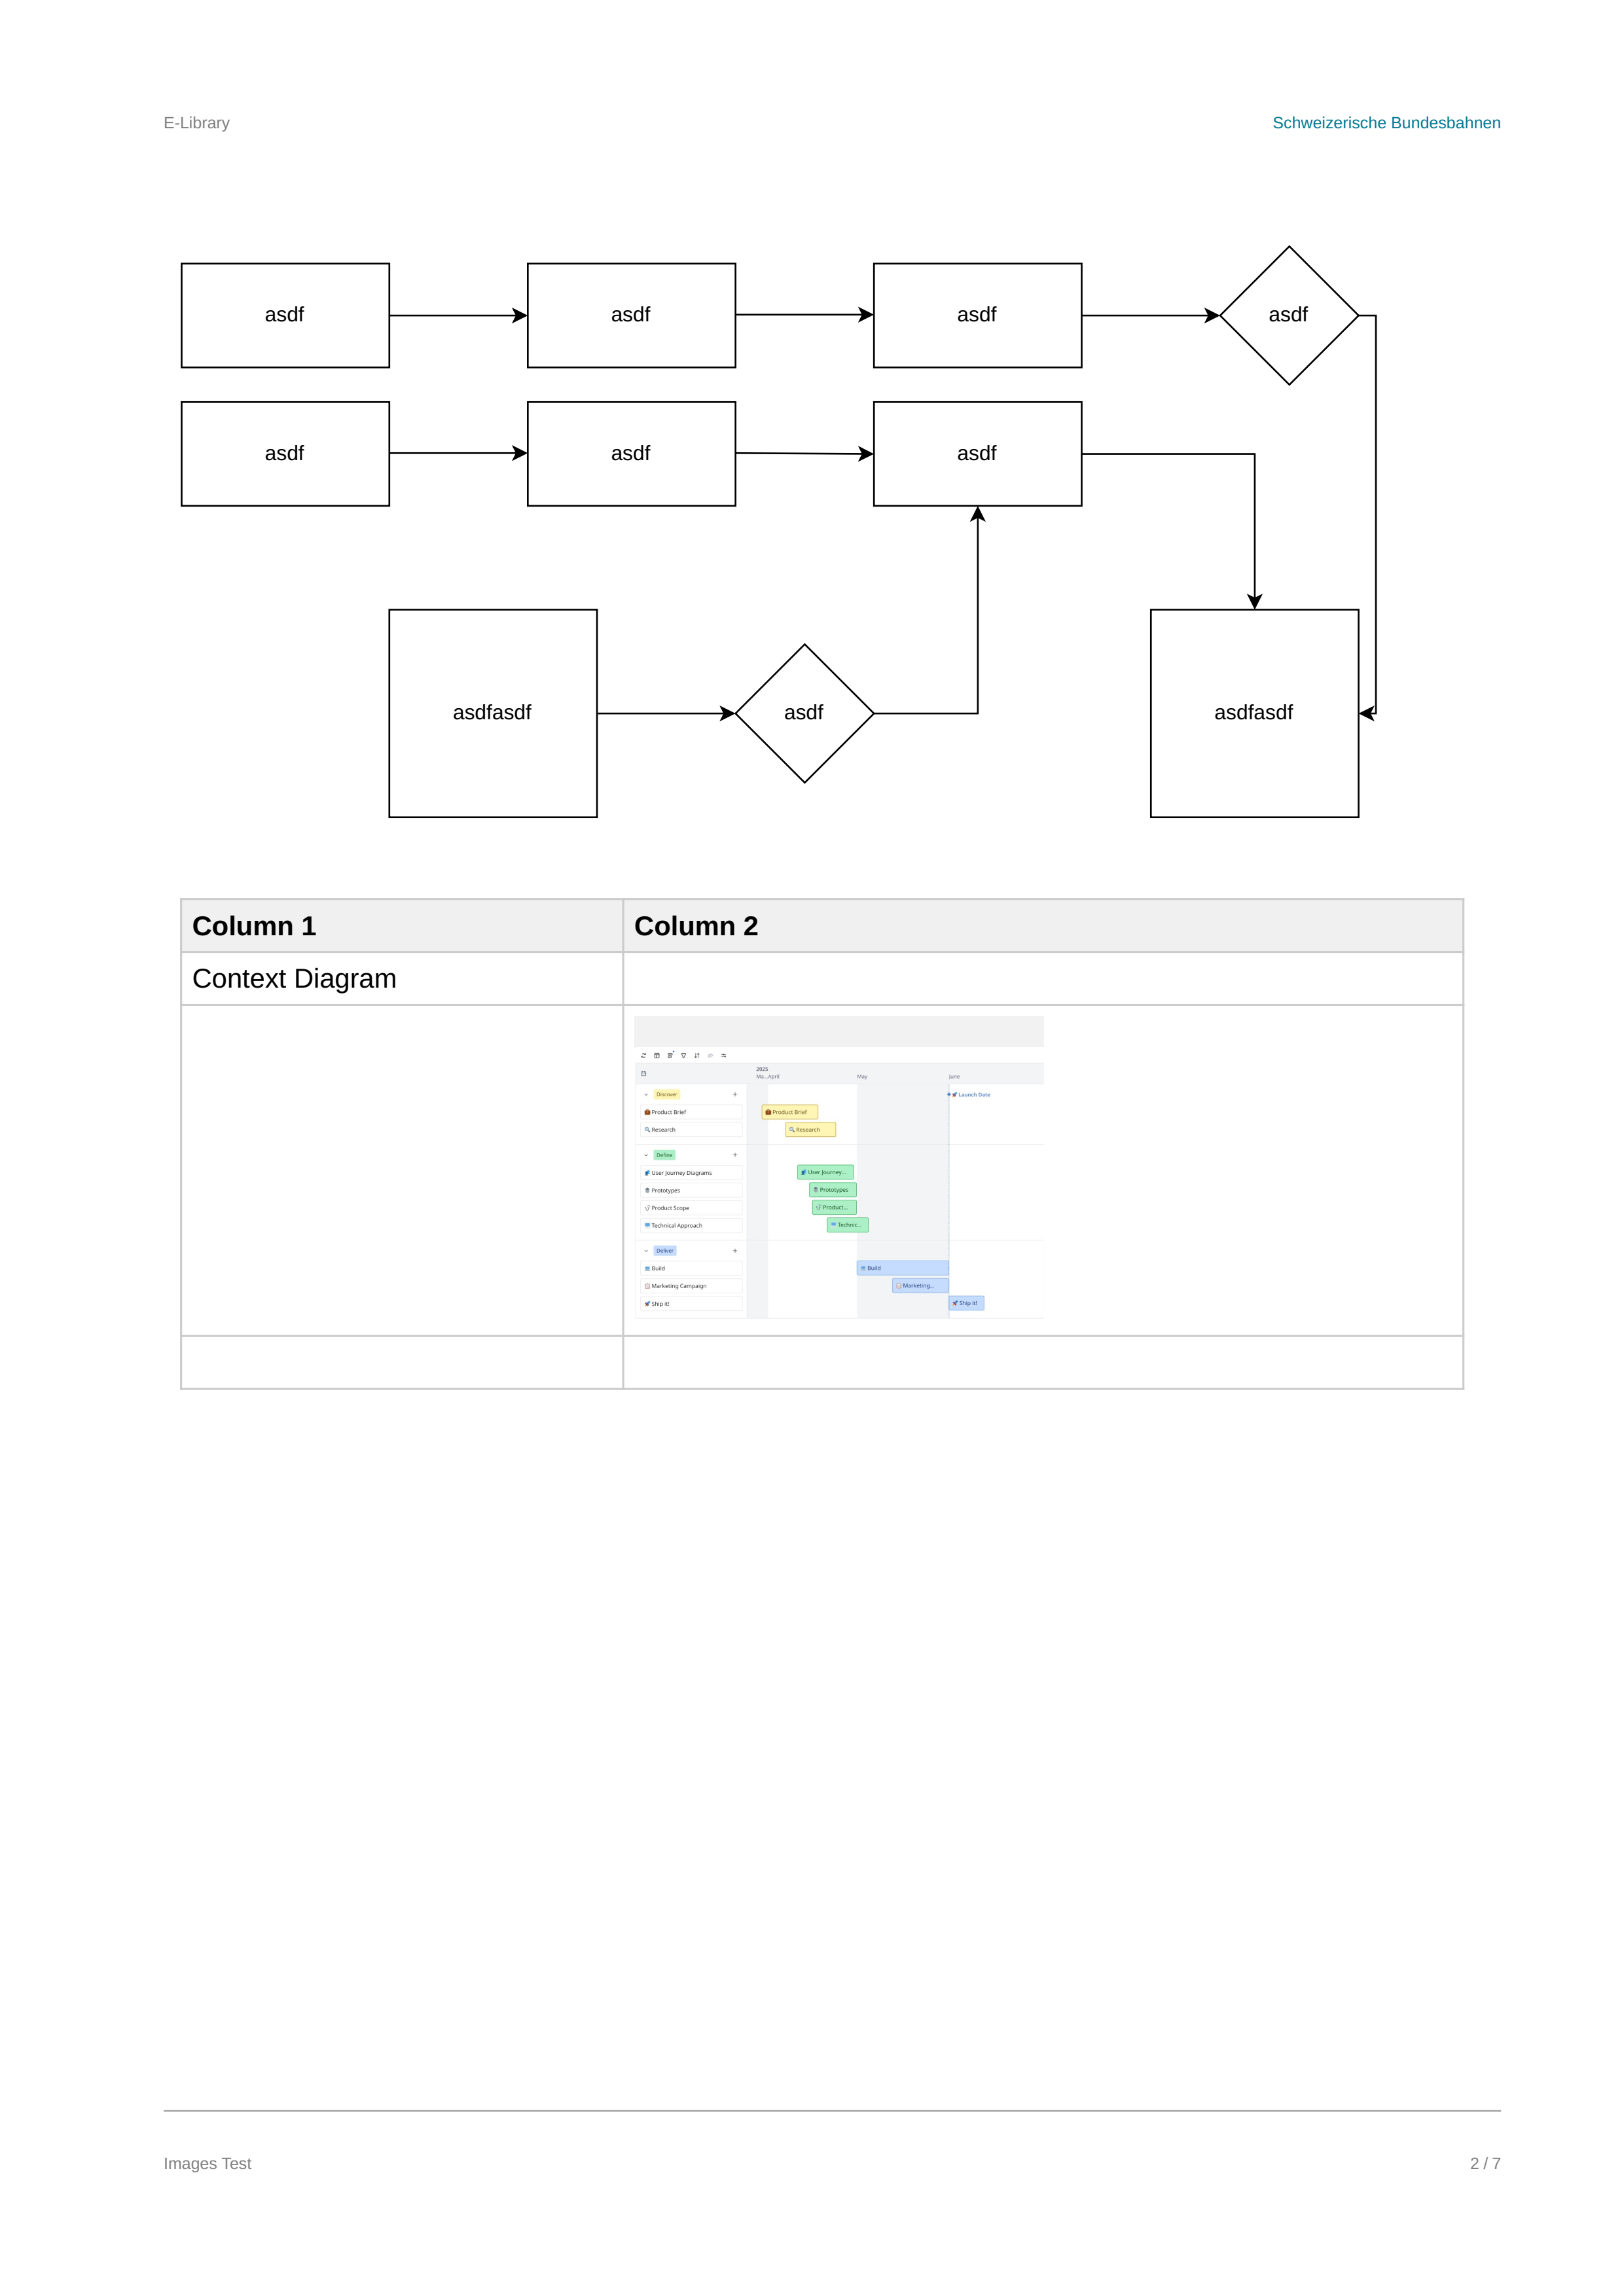 E-Library
Schweizerische Bundesbahnen
asdf asdf asdf asdf
asdf asdf asdf
asdfasdf asdf asdfasdf
Column 1 Column 2
Context Diagram
2025
Ma... April May June
Discover + Launch Date
Product Brief Product Brief
Research Research
Define +
User Journey Diagrams User Journey...
Prototypes Prototypes
Product Scope Product...
Technical Approach Technic...
Deliver +
Build Build
Marketing Campaign Marketing...
Ship it! Ship it!
Images Test
2 / 7